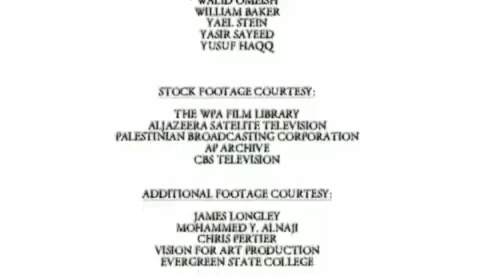 WALID OMEISH
WILLIAM BAKER
YAEL STEIN
YASIR SAYEED
YUSUF HAQQ
STOCK FOOTAGE COURTESY:
THE WPA FILM LIBRARY
ALJAZEERA SATELITE TELEVISION
PALESTINIAN BROADCASTING CORPORATION
AP ARCHIVE
CBS TELEVISION
ADDITIONAL FOOTAGE COURTESY:
JAMES LONGLEY
MOHAMMED Y. ALNAJI
CHRIS PERTIER
VISION FOR ART PRODUCTION
EVERGREEN STATE COLLEGE